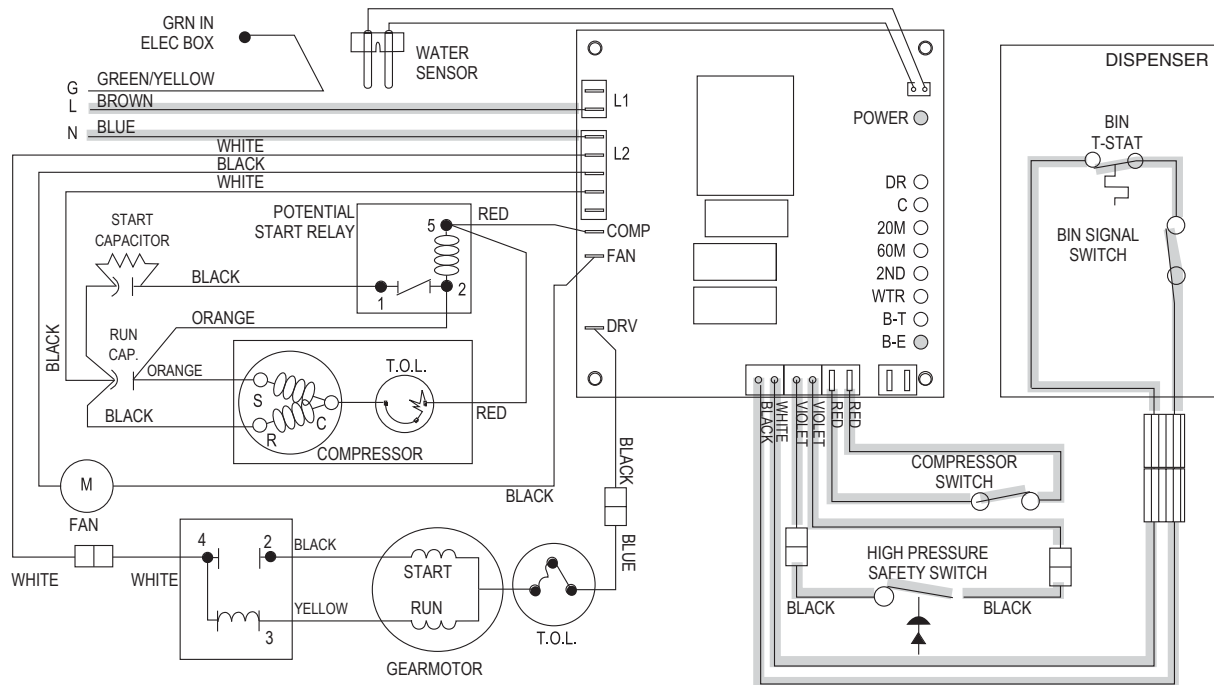 GRN IN
ELEC BOX
WATER
SENSOR
DISPENSER
G GREEN/YELLOW
L BROWN
L1
POWER
N BLUE
BIN
T-STAT
WHITE
L2
BLACK
WHITE
DR
C
POTENTIAL
START RELAY
5
RED
START
CAPACITOR
COMP
20M
BIN SIGNAL
SWITCH
FAN
60M
BLACK
2ND
1
2
WTR
ORANGE
B-T
DRV
B-E
BLACK
RUN
CAP.
ORANGE
T.O.L.
S
C
R
RED
BLACK
COMPRESSOR
BLACK
WHITE
VIOLET
VIOLET
RED
RED
COMPRESSOR
SWITCH
M
FAN
BLACK
BLACK
BLUE
4
2
BLACK
START
HIGH PRESSURE
SAFETY SWITCH
WHITE
WHITE
YELLOW
RUN
BLACK
BLACK
3
T.O.L.
GEARMOTOR